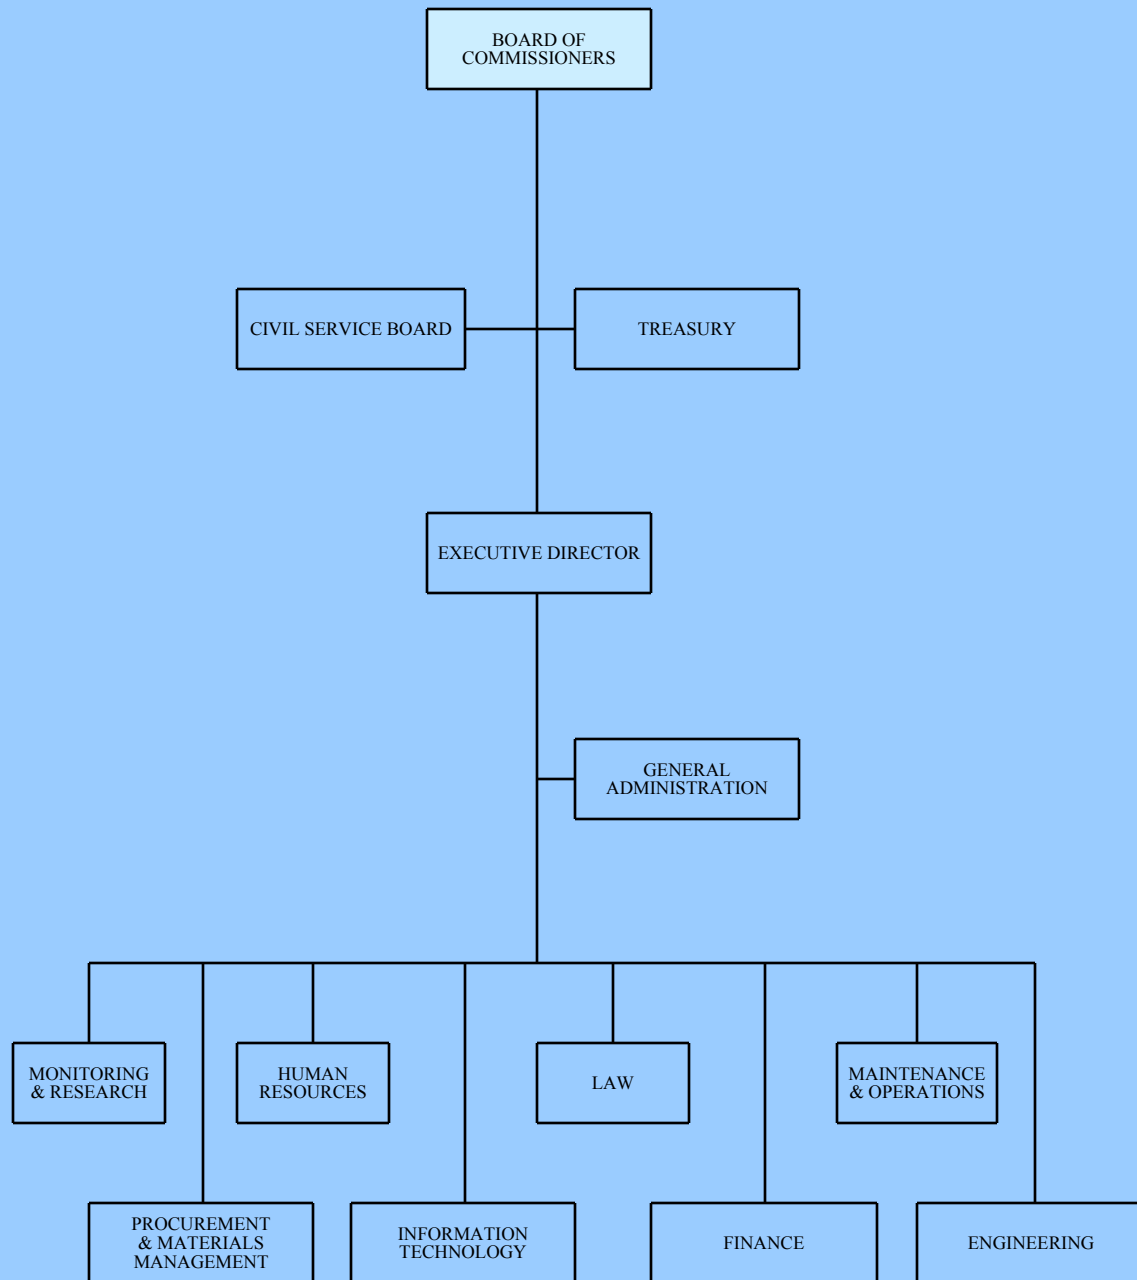 BOARD OF
COMMISSIONERS
CIVIL SERVICE BOARD
TREASURY
EXECUTIVE DIRECTOR
GENERAL
ADMINISTRATION
MONITORING
& RESEARCH
HUMAN
RESOURCES
LAW
MAINTENANCE
& OPERATIONS
PROCUREMENT
& MATERIALS
MANAGEMENT
INFORMATION
TECHNOLOGY
FINANCE
ENGINEERING